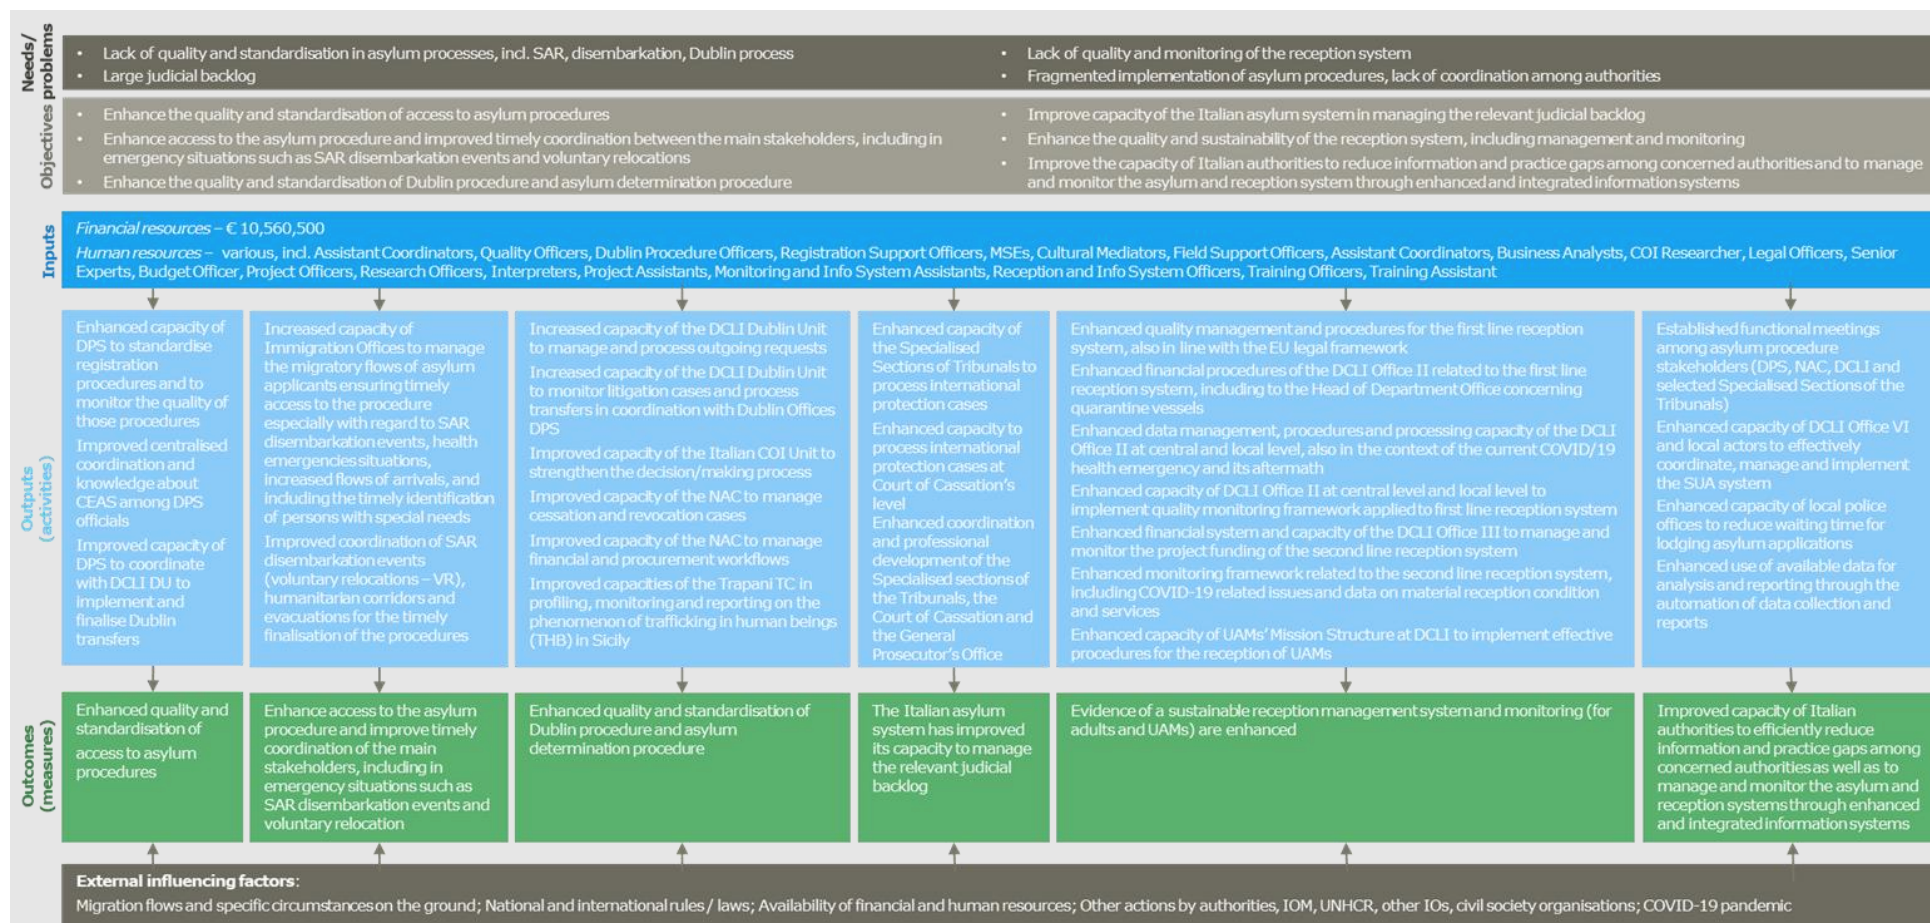 Needs/
problems
• Lack of quality and standardisation in asylum processes, incl. SAR, disembarkation, Dublin process
• Large judicial backlog
• Lack of quality and monitoring of the reception system
• Fragmented implementation of asylum procedures, lack of coordination among authorities
Objectives
• Enhance the quality and standardisation of access to asylum procedures
• Enhance access to the asylum procedure and improved timely coordination between the main stakeholders, including in
emergency situations such as SAR disembarkation events and voluntary relocations
• Enhance the quality and standardisation of Dublin procedure and asylum determination procedure
• Improve capacity of the Italian asylum system in managing the relevant judicial backlog
• Enhance the quality and sustainability of the reception system, including management and monitoring
• Improve the capacity of Italian authorities to reduce information and practice gaps among concerned authorities and to manage
and monitor the asylum and reception system through enhanced and integrated information systems
Inputs
Financial resources – € 10,560,500
Human resources – various, incl. Assistant Coordinators, Quality Officers, Dublin Procedure Officers, Registration Support Officers, MSEs, Cultural Mediators, Field Support Officers, Assistant Coordinators, Business Analysts, COI Researcher, Legal Officers, Senior
Experts, Budget Officer, Project Officers, Research Officers, Interpreters, Project Assistants, Monitoring and Info System Assistants, Reception and Info System Officers, Training Officers, Training Assistant
Outputs
(activities)
Enhanced capacity of
DPS to standardise
registration
procedures and to
monitor the quality of
those procedures
Improved centralised
coordination and
knowledge about
CEAS among DPS
officials
Improved capacity of
DPS to coordinate
with DCLI DU to
implement and
finalise Dublin
transfers
Increased capacity of
Immigration Offices to manage
the migratory flows of asylum
applicants ensuring timely
access to the procedure
especially with regard to SAR
disembarkation events, health
emergencies situations,
increased flows of arrivals, and
including the timely identification
of persons with special needs
Improved coordination of SAR
disembarkation events
(voluntary relocations – VR),
humanitarian corridors and
evacuations for the timely
finalisation of the procedures
Increased capacity of the DCLI Dublin Unit
to manage and process outgoing requests
Increased capacity of the DCLI Dublin Unit
to monitor litigation cases and process
transfers in coordination with Dublin Offices
DPS
Improved capacity of the Italian COI Unit to
strengthen the decision/making process
Improved capacity of the NAC to manage
cessation and revocation cases
Improved capacity of the NAC to manage
financial and procurement workflows
Improved capacities of the Trapani TC in
profiling, monitoring and reporting on the
phenomenon of trafficking in human beings
(THB) in Sicily
Enhanced capacity of
the Specialised
Sections of Tribunals to
process international
protection cases
Enhanced capacity to
process international
protection cases at
Court of Cassation's
level
Enhanced coordination
and professional
development of the
Specialised sections of
the Tribunals, the
Court of Cassation and
the General
Prosecutor's Office
Enhanced quality management and procedures for the first line reception
system, also in line with the EU legal framework
Enhanced financial procedures of the DCLI Office II related to the first line
reception system, including to the Head of Department Office concerning
quarantine vessels
Enhanced data management, procedures and processing capacity of the DCLI
Office II at central and local level, also in the context of the current COVID/19
health emergency and its aftermath
Enhanced capacity of DCLI Office II at central level and local level to
implement quality monitoring framework applied to first line reception system
Enhanced financial system and capacity of the DCLI Office III to manage and
monitor the project funding of the second line reception system
Enhanced monitoring framework related to the second line reception system,
including COVID-19 related issues and data on material reception condition
and services
Enhanced capacity of UAMs' Mission Structure at DCLI to implement effective
procedures for the reception of UAMs
Established functional meetings
among asylum procedure
stakeholders (DPS, NAC, DCLI and
selected Specialised Sections of the
Tribunals)
Enhanced capacity of DCLI Office VI
and local actors to effectively
coordinate, manage and implement
the SUA system
Enhanced capacity of local police
offices to reduce waiting time for
lodging asylum applications
Enhanced use of available data for
analysis and reporting through the
automation of data collection and
reports
Outcomes
(measures)
Enhanced quality and
standardisation of
access to asylum
procedures
Enhance access to the asylum
procedure and improve timely
coordination of the main
stakeholders, including in
emergency situations such as
SAR disembarkation events and
voluntary relocation
Enhanced quality and standardisation of
Dublin procedure and asylum
determination procedure
The Italian asylum
system has improved
its capacity to manage
the relevant judicial
backlog
Evidence of a sustainable reception management system and monitoring (for
adults and UAMs) are enhanced
Improved capacity of Italian
authorities to efficiently reduce
information and practice gaps among
concerned authorities as well as to
manage and monitor the asylum and
reception systems through enhanced
and integrated information systems
External influencing factors:
Migration flows and specific circumstances on the ground; National and international rules / laws; Availability of financial and human resources; Other actions by authorities, IOM, UNHCR, other IOs, civil society organisations; COVID-19 pandemic